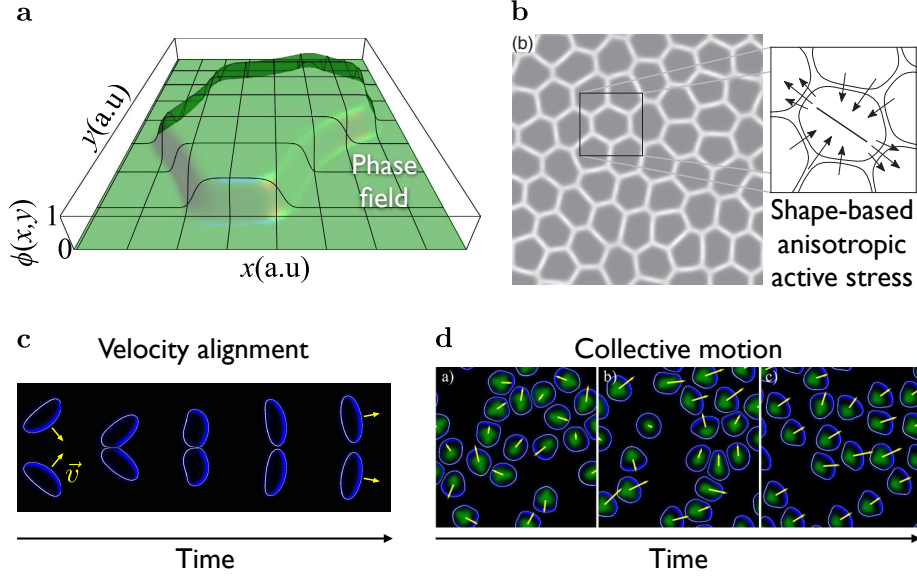 a
y(a.u)
Phase
field
ϕ(x,y)
1
0
x(a.u)
b
(b)
Shape-based
anisotropic
active stress
c
Velocity alignment
v⃗
Time
d
Collective motion
a)
b)
c)
Time